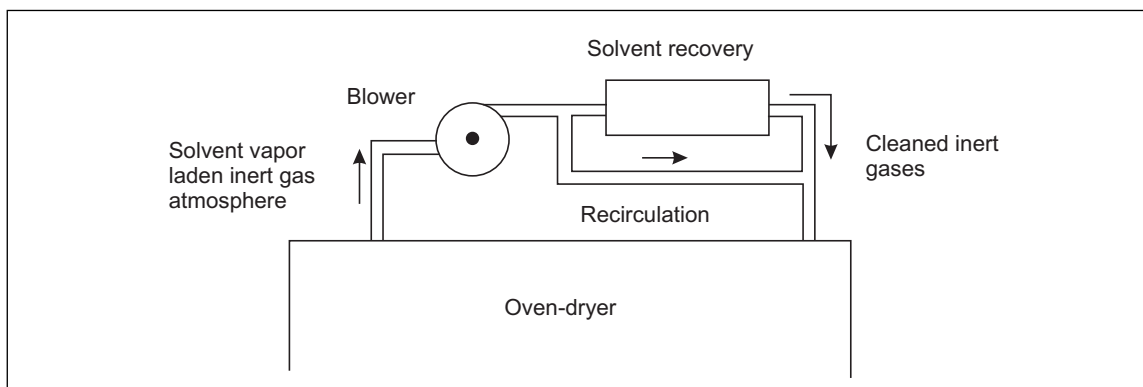 Solvent recovery
Blower
Solvent vapor
laden inert gas
atmosphere
Cleaned inert
gases
Recirculation
Oven-dryer